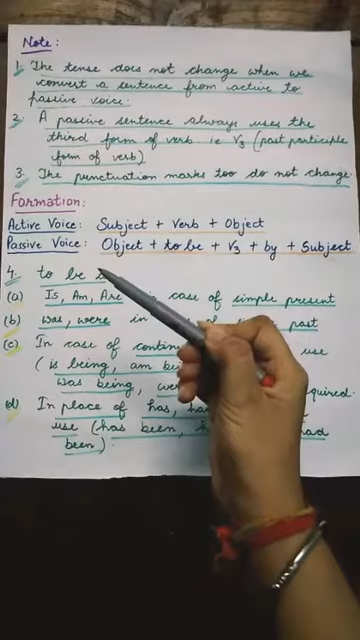 Note:
1. The tense does not change when we
convert a sentence from active to
passive voice.
2. A passive sentence always uses the
third form of verb i.e V3 (past participle
form of verb)
3. The punctuation marks too do not change.
Formation:
Active Voice: Subject + Verb + Object
Passive Voice: Object + to be + V3 + by + Subject
4. to be
(a) Is, Am, Are case of simple present
(b) was, were in past
(c) In case of use
(is being, am
was being, quired.
(d) In place of has,
use (has been, had
been)